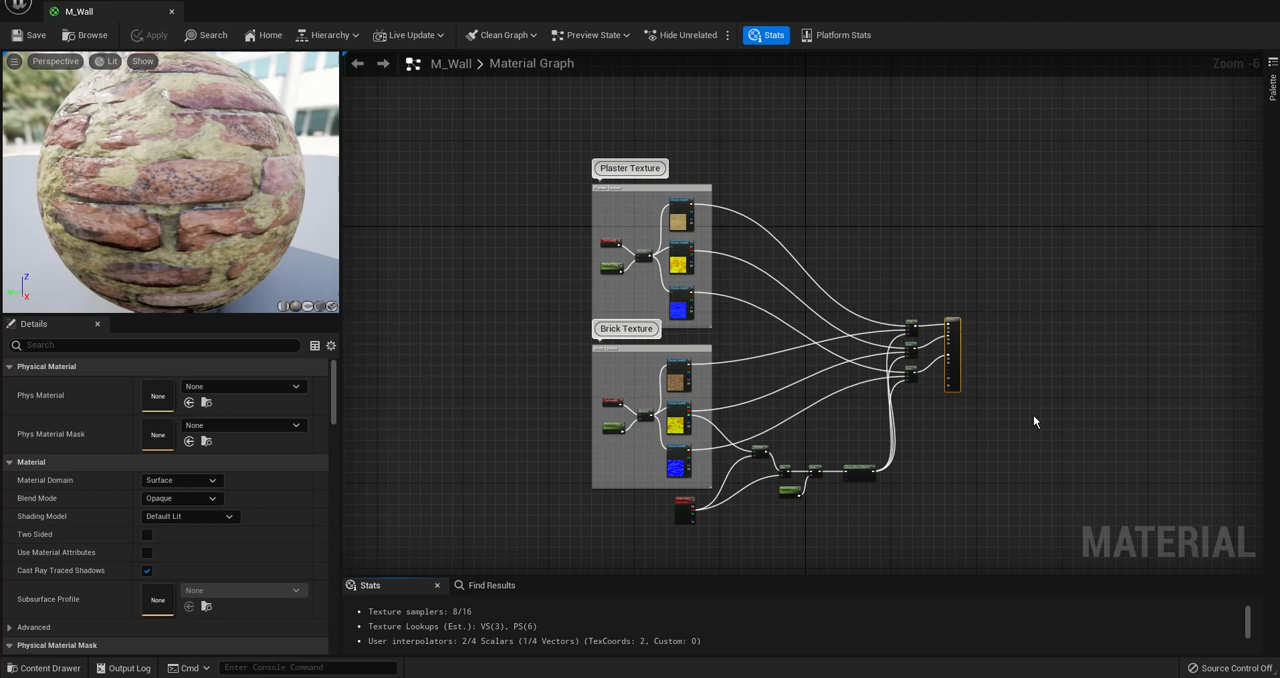 M_Wall
Save
Browse
Apply
Search
Home
Hierarchy
Live Update
Clean Graph
Preview State
Hide Unrelated
Stats
Platform Stats
Perspective
Lit
Show
M_Wall > Material Graph
Zoom -6
Palette
Plaster Texture
Brick Texture
Z
X
Details
Search
Physical Material
Phys Material
None
None
Phys Material Mask
None
None
Material
Material Domain
Surface
Blend Mode
Opaque
Shading Model
Default Lit
Two Sided
Use Material Attributes
Cast Ray Traced Shadows
Subsurface Profile
None
None
Advanced
Physical Material Mask
MATERIAL
Stats
Find Results
• Texture samplers: 8/16
• Texture Lookups (Est.): VS(3), PS(6)
• User interpolators: 2/4 Scalars (1/4 Vectors) (TexCoords: 2, Custom: 0)
Content Drawer
Output Log
Cmd
Enter Console Command
Source Control Off